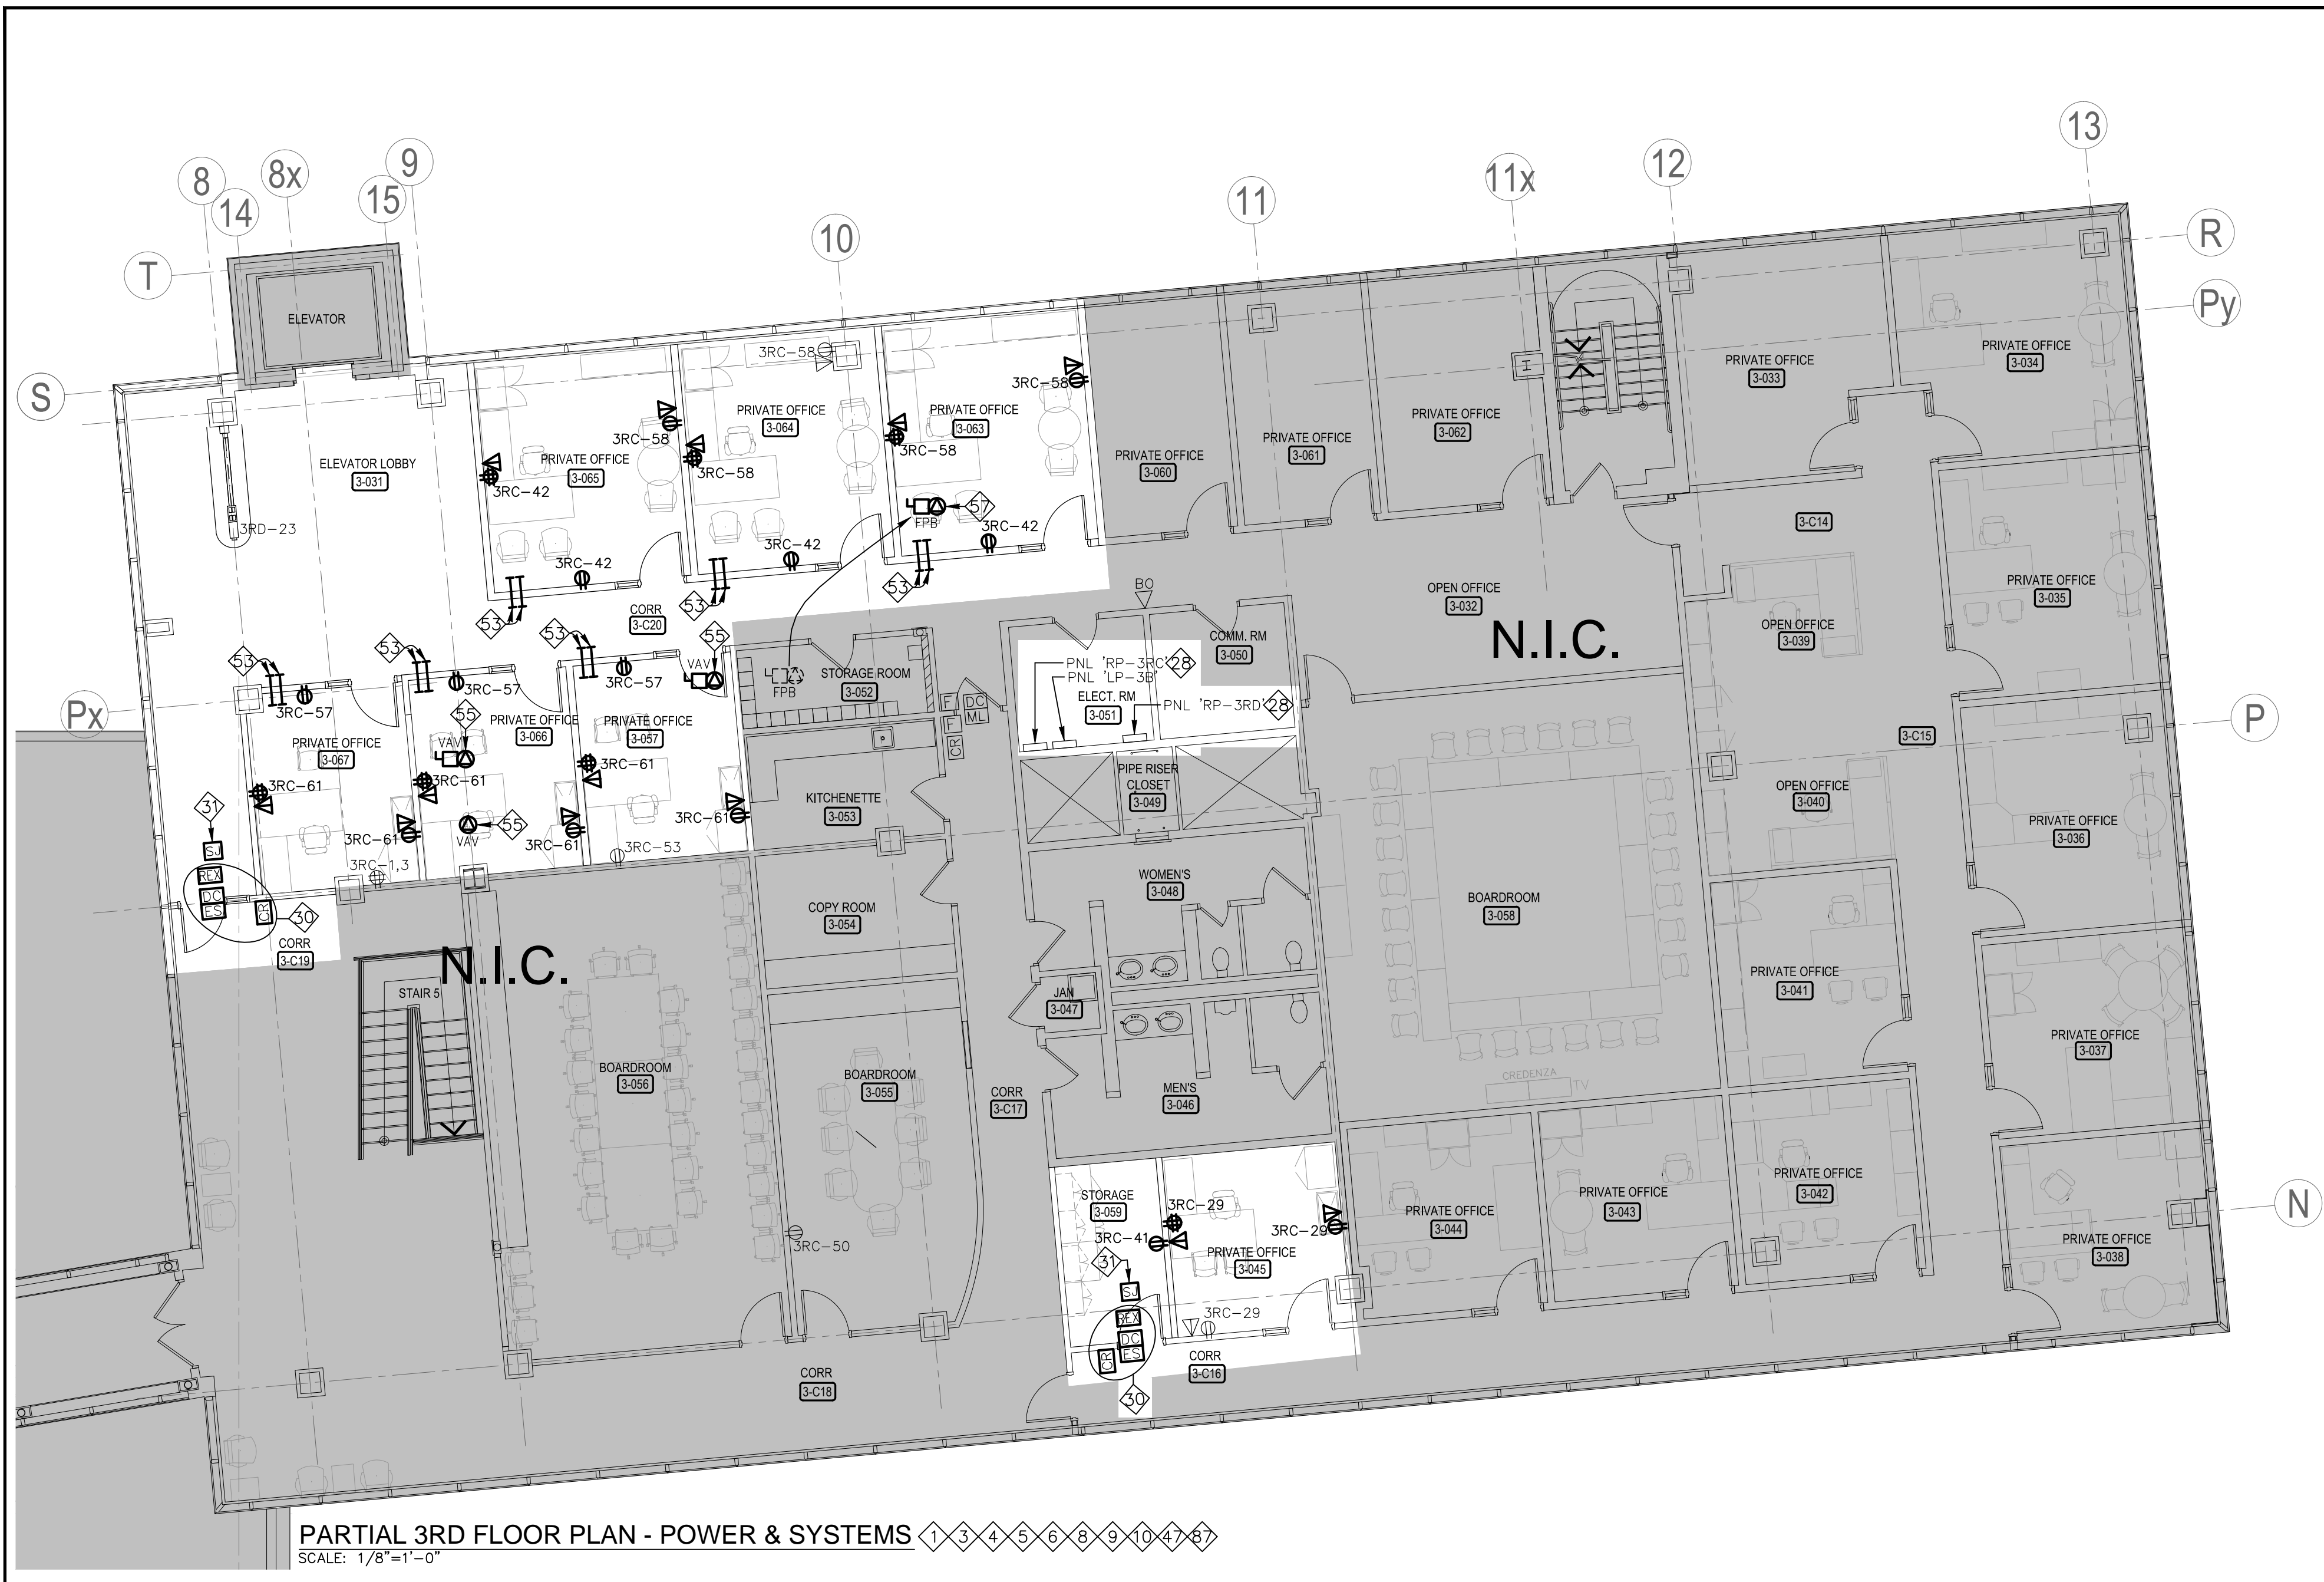 13
12
11x
11
10
9
15
8x
8
14
T
R
Py
S
Px
P
N
ELEVATOR
ELEVATOR LOBBY
3-031
3RD-23
3RC-58
3RC-58
PRIVATE OFFICE
3-065
3RC-42
3RC-58
3RC-42
PRIVATE OFFICE
3-064
3RC-58
3RC-42
PRIVATE OFFICE
3-063
3RC-58
FPB
57
3RC-42
53
53
53
PRIVATE OFFICE
3-060
PRIVATE OFFICE
3-061
PRIVATE OFFICE
3-062
H
PRIVATE OFFICE
3-033
PRIVATE OFFICE
3-034
3-C14
OPEN OFFICE
3-032
N.I.C.
OPEN OFFICE
3-039
PRIVATE OFFICE
3-035
CORR
3-C20
53
53
53
55
VAV
3RC-57
3RC-57
3RC-57
PRIVATE OFFICE
3-067
3RC-61
3RC-61
3RC-1,3
55
VAV
PRIVATE OFFICE
3-066
3RC-61
55
VAV
3RC-61
PRIVATE OFFICE
3-057
3RC-61
3RC-61
3RC-53
FPB
STORAGE ROOM
3-052
F
DC
ML
F
CR
BO
COMM. RM
3-050
PNL 'RP-3RC'
28
PNL 'LP-3B'
ELECT. RM
3-051
PNL 'RP-3RD'
28
PIPE RISER
CLOSET
3-049
3-C15
OPEN OFFICE
3-040
PRIVATE OFFICE
3-036
KITCHENETTE
3-053
31
SJ
REX
DC
ES
CR
30
CORR
3-C19
N.I.C.
STAIR 5
COPY ROOM
3-054
WOMEN'S
3-048
BOARDROOM
3-058
PRIVATE OFFICE
3-041
JAN
3-047
PRIVATE OFFICE
3-037
BOARDROOM
3-056
BOARDROOM
3-055
CORR
3-C17
MEN'S
3-046
CREDENZA
TV
STORAGE
3-059
3RC-29
3RC-41
3RC-29
PRIVATE OFFICE
3-045
3RC-29
31
SJ
REX
DC
ES
CR
30
CORR
3-C16
3RC-50
PRIVATE OFFICE
3-044
PRIVATE OFFICE
3-043
PRIVATE OFFICE
3-042
PRIVATE OFFICE
3-038
CORR
3-C18
PARTIAL 3RD FLOOR PLAN - POWER & SYSTEMS 1 3 4 5 6 8 9 10 47 87
SCALE: 1/8"=1'-0"